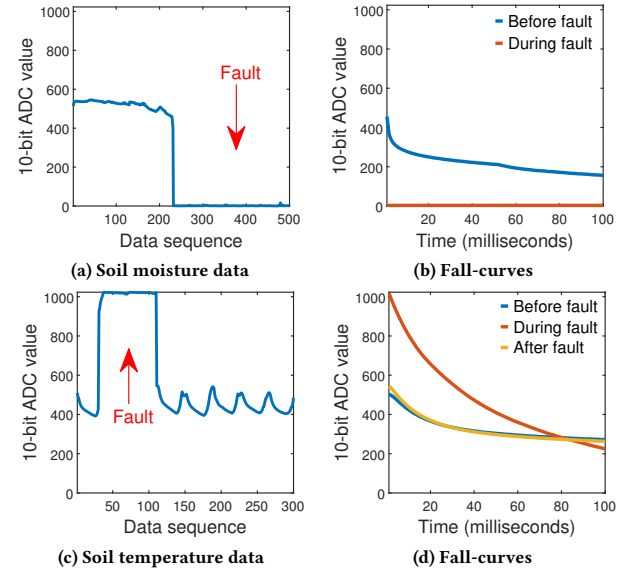 10-bit ADC value
1000
800
600
400
200
0
Fault
100 200 300 400 500
Data sequence
(a) Soil moisture data
10-bit ADC value
1000
800
600
400
200
0
Before fault
During fault
20 40 60 80 100
Time (milliseconds)
(b) Fall-curves
10-bit ADC value
1000
800
600
400
200
0
Fault
50 100 150 200 250 300
Data sequence
(c) Soil temperature data
10-bit ADC value
1000
800
600
400
200
0
Before fault
During fault
After fault
20 40 60 80 100
Time (milliseconds)
(d) Fall-curves